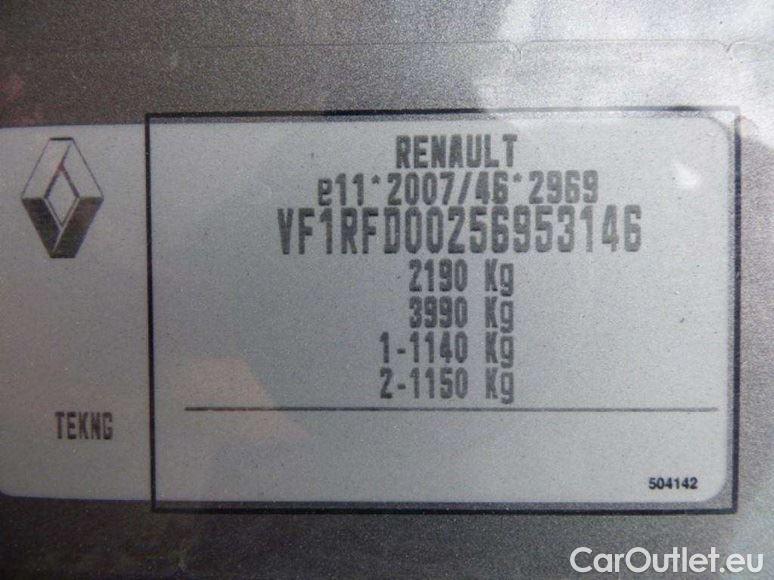 RENAULT
e11*2007/46*2969
VF1RFD00256953146
2190 Kg
3990 Kg
1-1140 Kg
2-1150 Kg
TEKNG
504142
CarOutlet.eu